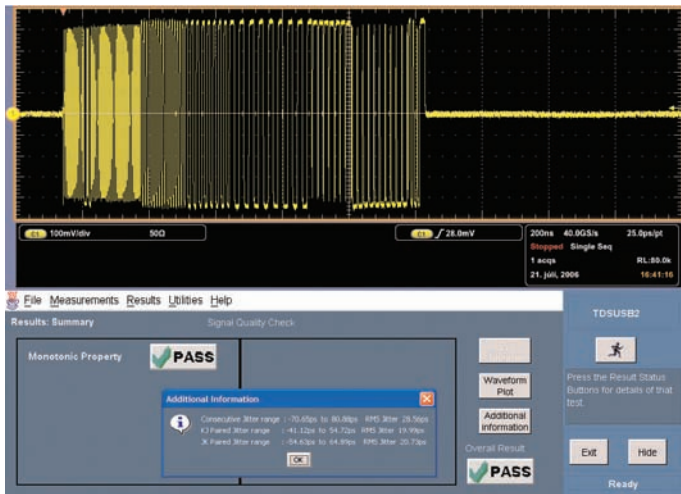 1
C1 100mV/div 50Ω
C1 28.0mV
200ns 40.0GS/s 25.0ps/pt
Stopped Single Seq
1 acqs RL:80.0k
21. júlí, 2006 16:41:16
File Measurements Results Utilities Help
TDSUSB2
Results: Summary Signal Quality Check
Monotonic Property PASS
Press the Result Status
Buttons for details of that
test.
Waveform
Plot
Additional Information
Consecutive Jitter range : -70.65ps to 80.88ps RMS Jitter 28.56ps
KJ Paired Jitter range : -41.12ps to 54.72ps RMS Jitter 19.99ps
JK Paired Jitter range : -54.63ps to 64.89ps RMS Jitter 20.73ps
OK
Additional
Information
Overall Result
PASS
Exit Hide
Ready